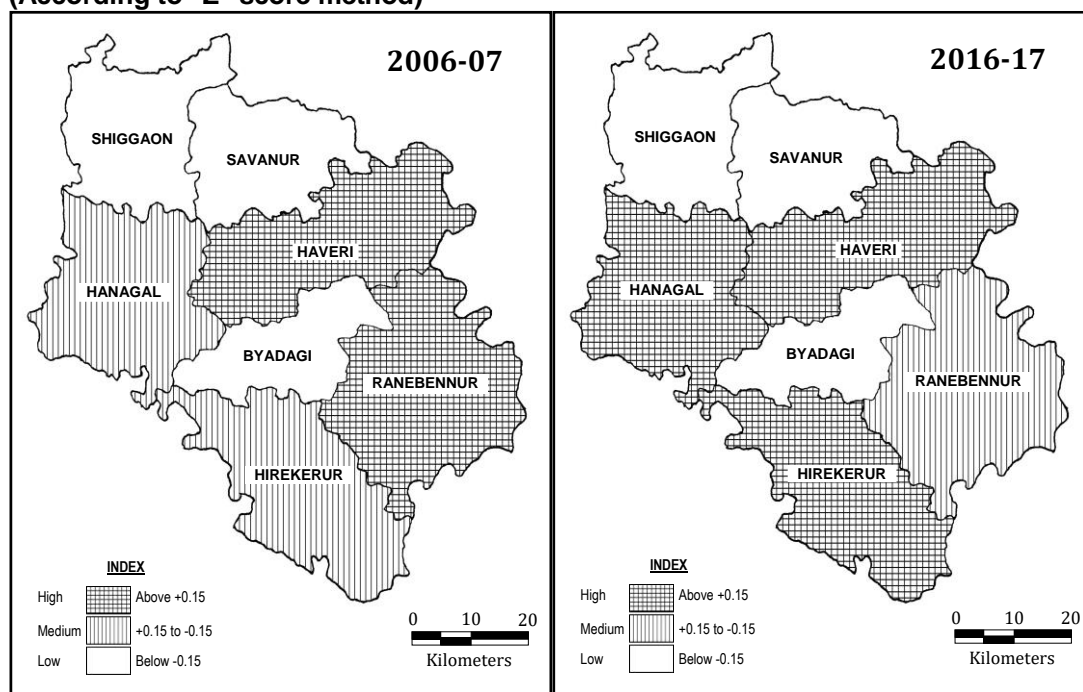 (According to "Z" score method)
2006-07
SHIGGAON
SAVANUR
HAVERI
HANAGAL
BYADAGI
RANEBENNUR
HIREKERUR
INDEX
High Above +0.15
Medium +0.15 to -0.15
Low Below -0.15
0 10 20
Kilometers
2016-17
SHIGGAON
SAVANUR
HAVERI
HANAGAL
BYADAGI
RANEBENNUR
HIREKERUR
INDEX
High Above +0.15
Medium +0.15 to -0.15
Low Below -0.15
0 10 20
Kilometers